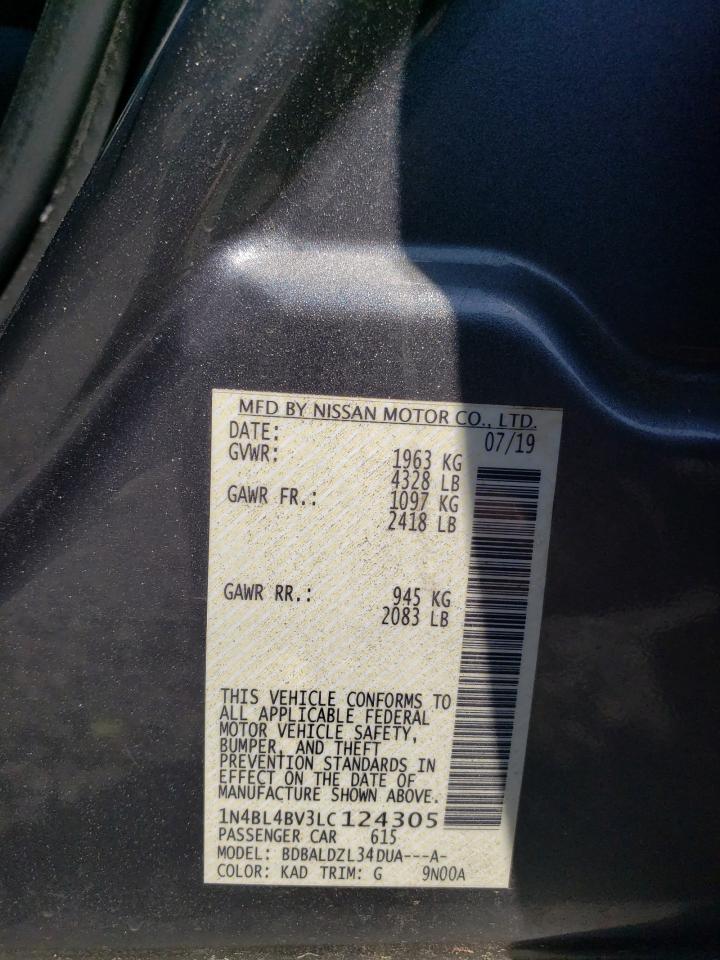 MFD BY NISSAN MOTOR CO., LTD.
DATE: 07/19
GVWR: 1963 KG
4328 LB
GAWR FR.: 1097 KG
2418 LB
GAWR RR.: 945 KG
2083 LB
THIS VEHICLE CONFORMS TO
ALL APPLICABLE FEDERAL
MOTOR VEHICLE SAFETY,
BUMPER, AND THEFT
PREVENTION STANDARDS IN
EFFECT ON THE DATE OF
MANUFACTURE SHOWN ABOVE.
1N4BL4BV3LC124305
PASSENGER CAR 615
MODEL: BDBALDZL34DUA---A-
COLOR: KAD TRIM: G 9N00A